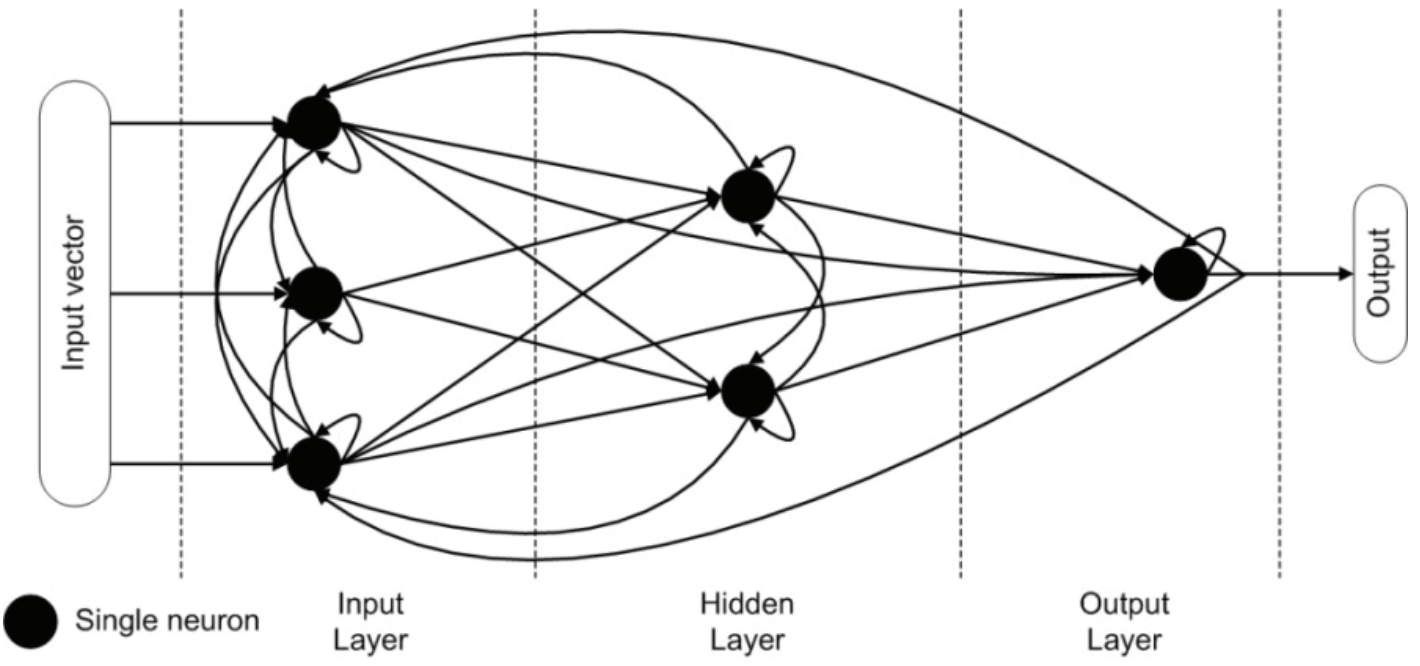 Input vector
Output
Single neuron
Input
Layer
Hidden
Layer
Output
Layer